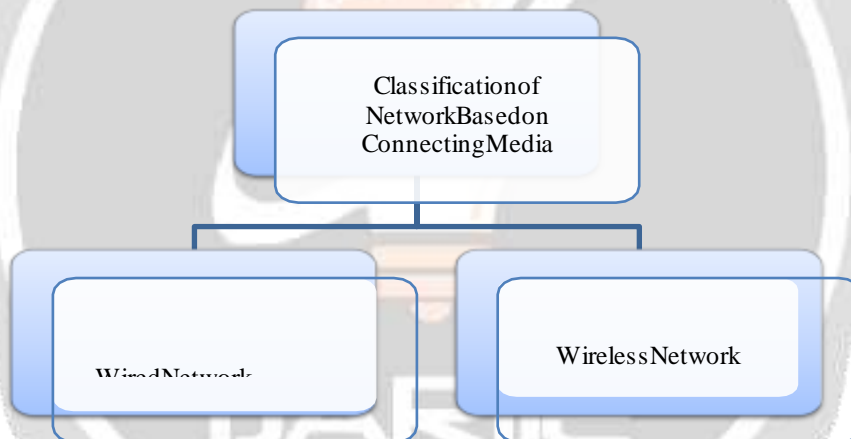 Classificationof
NetworkBasedon
ConnectingMedia
WiredNetwork
WirelessNetwork